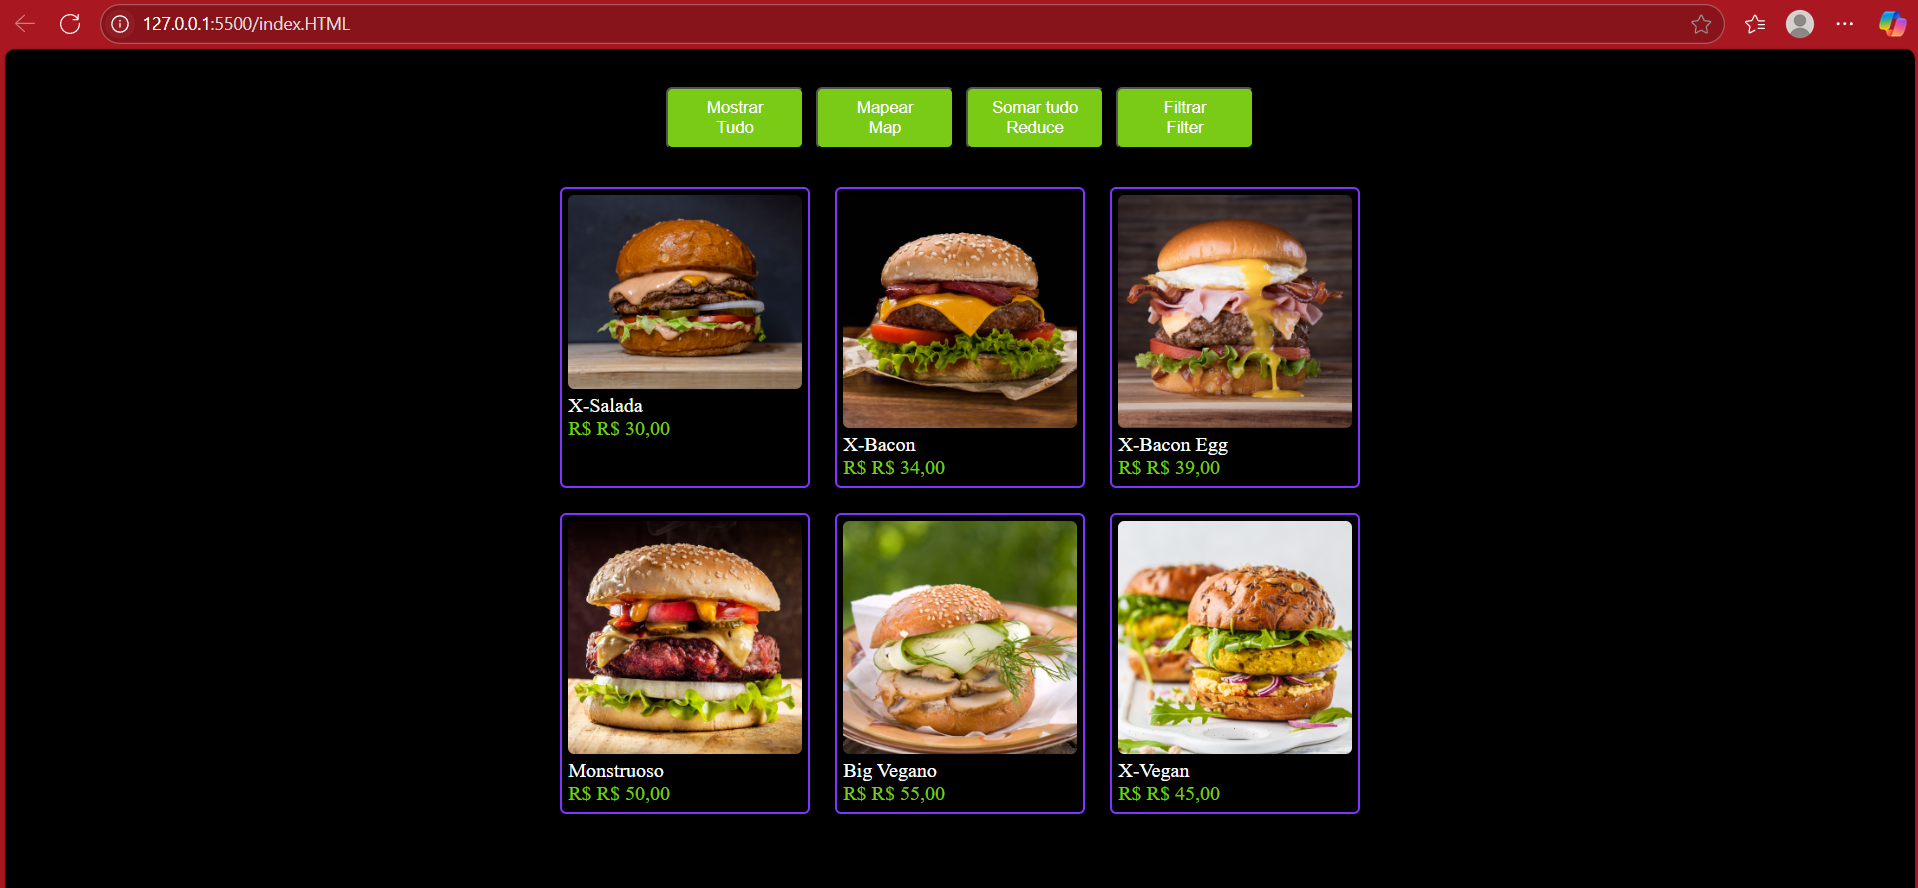 127.0.0.1:5500/index.HTML
Mostrar
Tudo
Mapear
Map
Somar tudo
Reduce
Filtrar
Filter
X-Salada
R$ R$ 30,00
X-Bacon
R$ R$ 34,00
X-Bacon Egg
R$ R$ 39,00
Monstruoso
R$ R$ 50,00
Big Vegano
R$ R$ 55,00
X-Vegan
R$ R$ 45,00